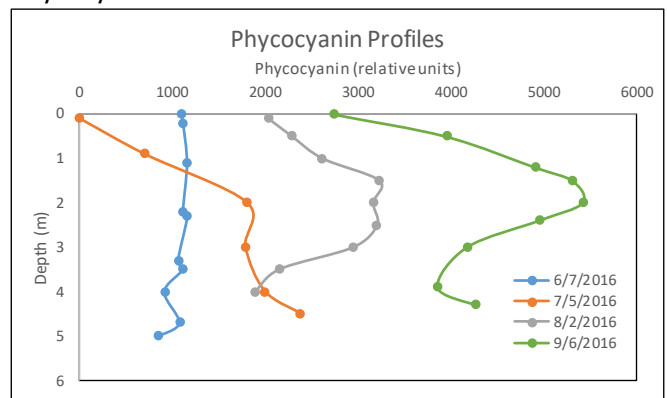 Phycocyanin Profiles
Phycocyanin (relative units)
0 1000 2000 3000 4000 5000 6000
0
1
2
3
4
5
6
Depth (m)
6/7/2016
7/5/2016
8/2/2016
9/6/2016